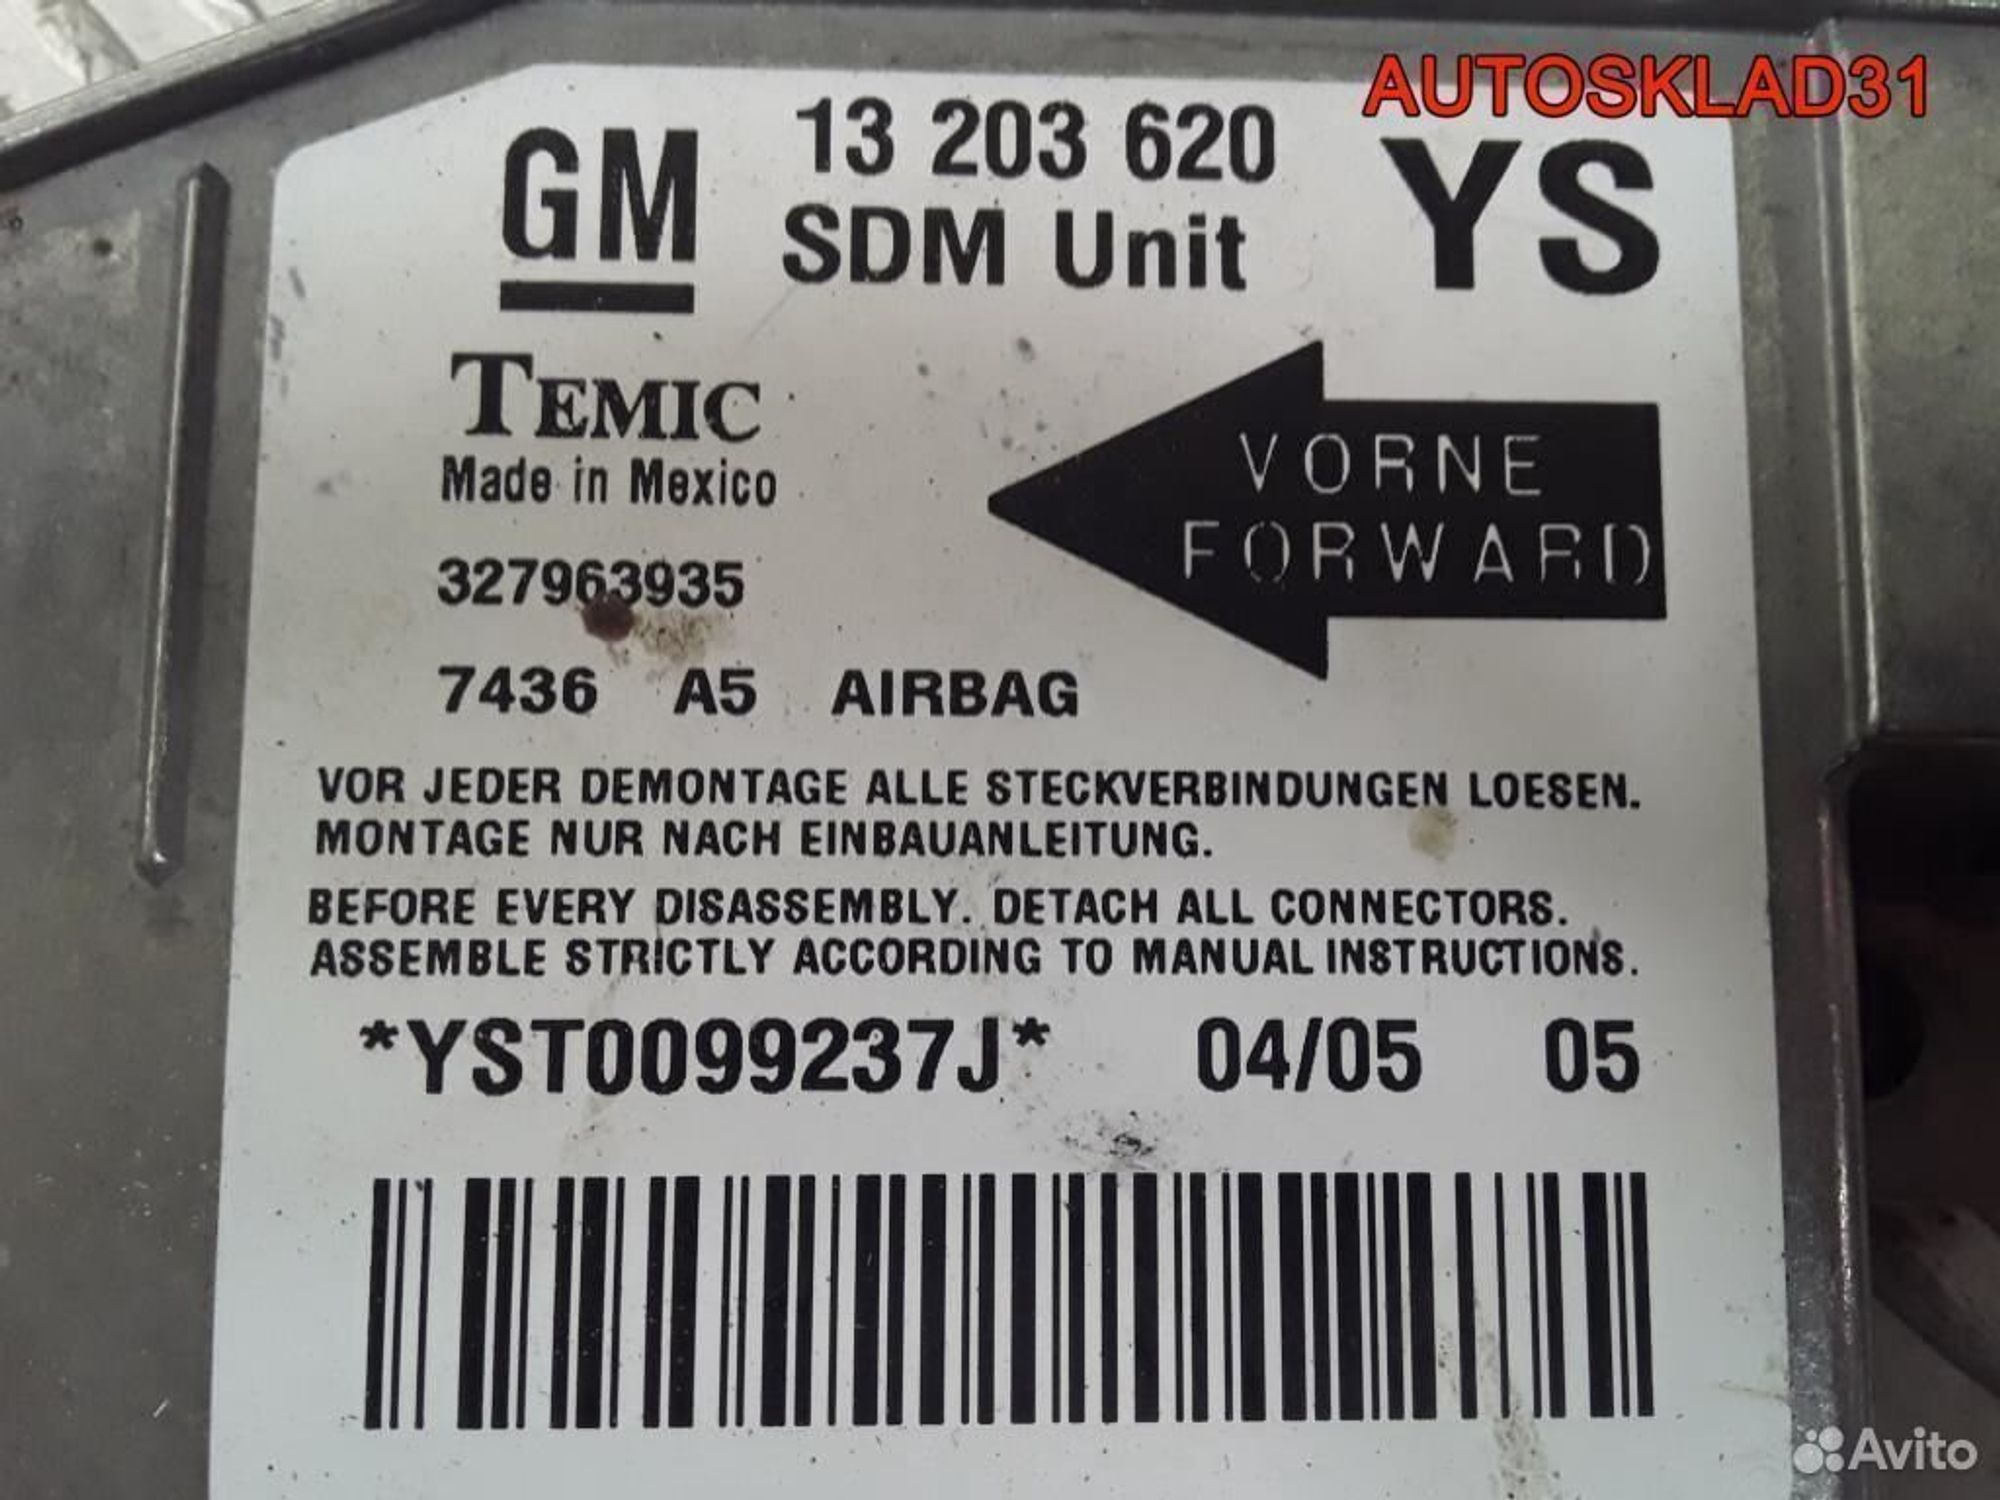 AUTOSKLAD31
GM 13 203 620 YS
SDM Unit
TEMIC
Made in Mexico
VORNE
FORWARD
327963935
7436 A5 AIRBAG
VOR JEDER DEMONTAGE ALLE STECKVERBINDUNGEN LOESEN.
MONTAGE NUR NACH EINBAUANLEITUNG.
BEFORE EVERY DISASSEMBLY. DETACH ALL CONNECTORS.
ASSEMBLE STRICTLY ACCORDING TO MANUAL INSTRUCTIONS.
*YST0099237J* 04/05 05
Avito